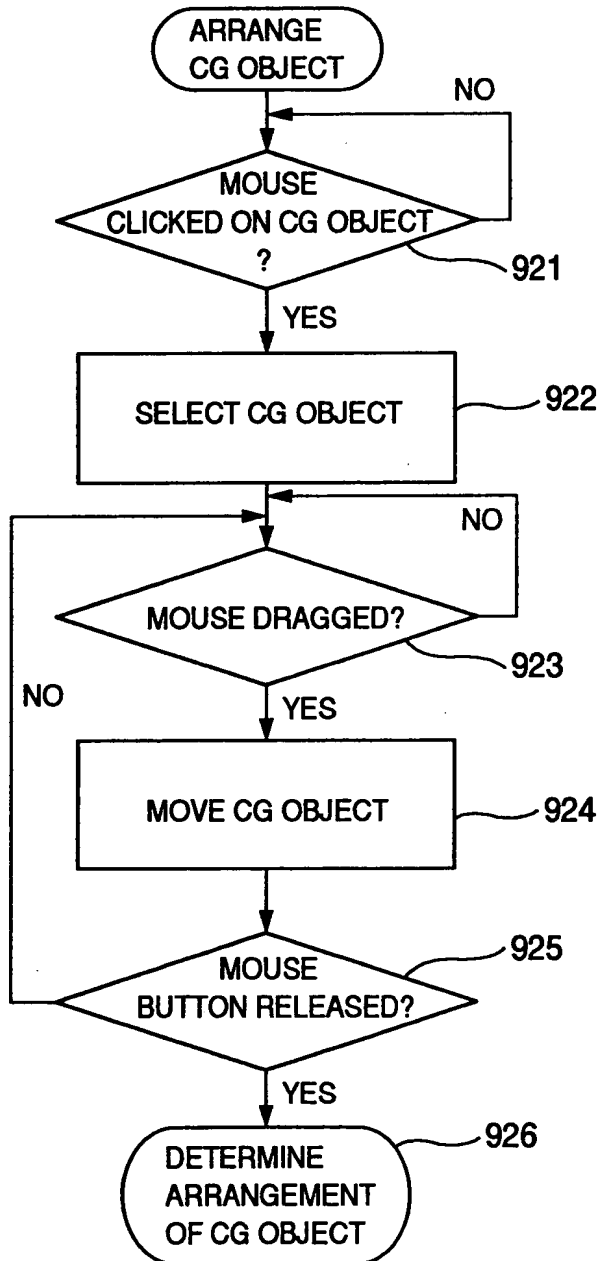 ARRANGE
CG OBJECT
NO
MOUSE
CLICKED ON CG OBJECT
?
921
YES
SELECT CG OBJECT
922
NO
MOUSE DRAGGED?
923
NO
YES
MOVE CG OBJECT
924
925
MOUSE
BUTTON RELEASED?
YES
926
DETERMINE
ARRANGEMENT
OF CG OBJECT